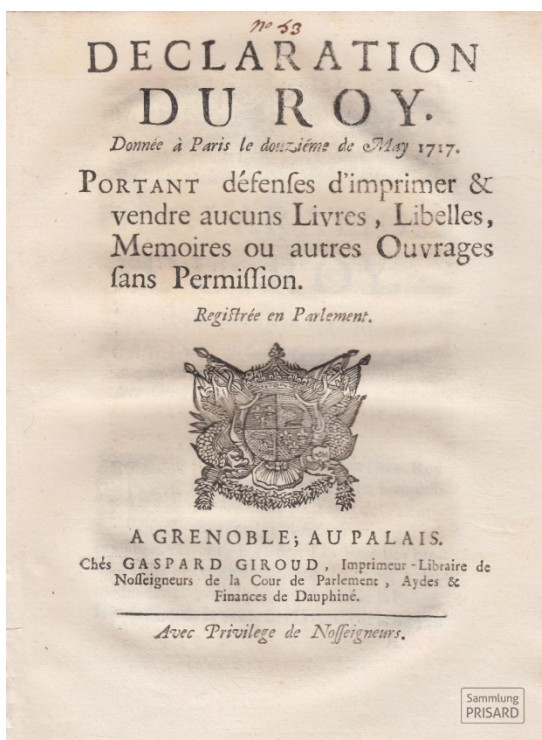 no 53
DECLARATION
DU ROY.
Donnée à Paris le douziéme de May 1717.
PORTANT défenſes d'imprimer &
vendre aucuns Livres, Libelles,
Memoires ou autres Ouvrages
ſans Permiſſion.
Regiſtrée en Parlement.
A GRENOBLE; AU PALAIS.
Chés GASPARD GIROUD, Imprimeur-Libraire de
Noſſeigneurs de la Cour de Parlement, Aydes &
Finances de Dauphiné.
Avec Privilege de Noſſeigneurs.
Sammlung
PRISARD